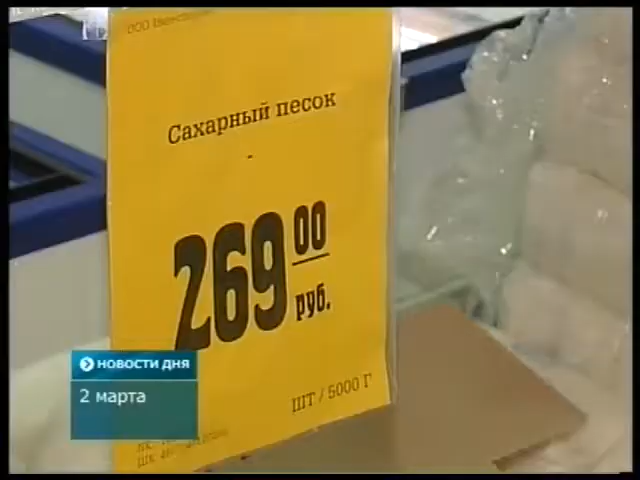 Сахарный песок
-
269 00
руб.
ШТ / 5000 Г
НОВОСТИ ДНЯ
2 марта